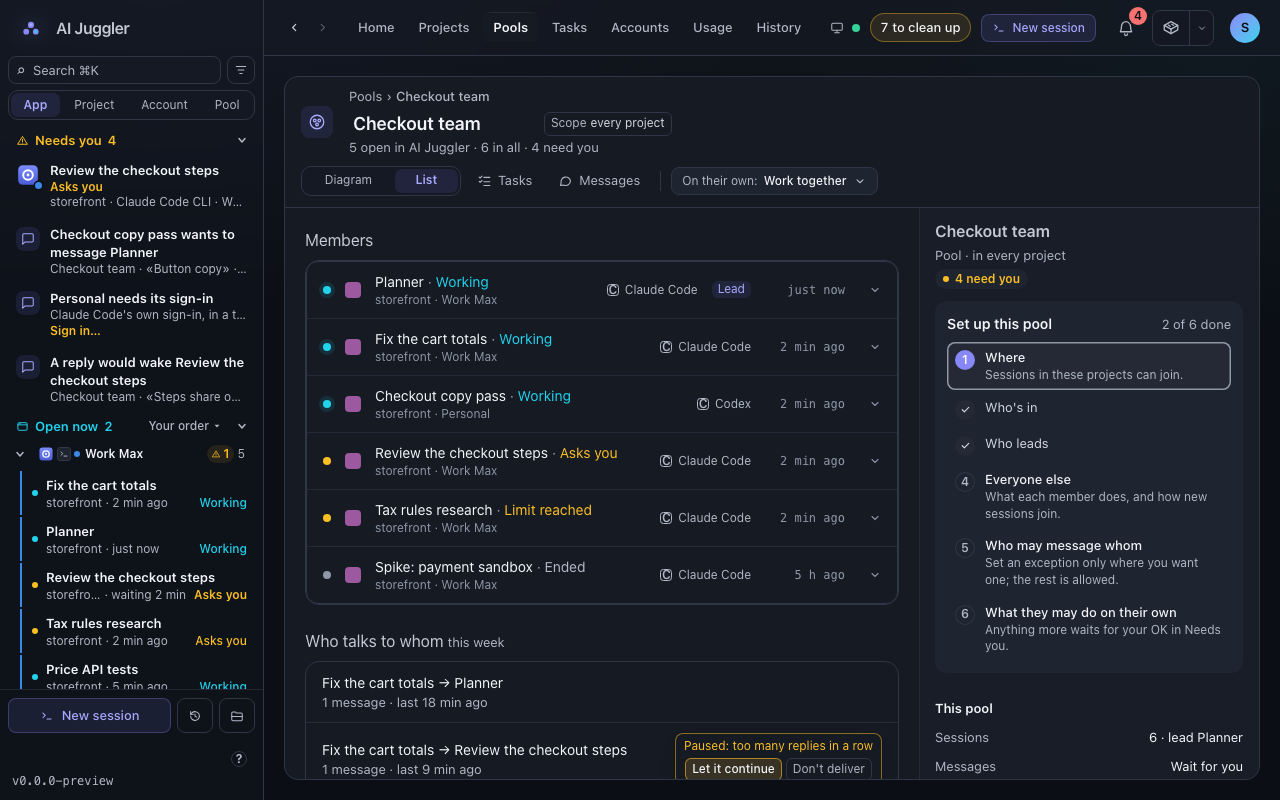 AI Juggler
Search ⌘K
App Project Account Pool
Needs you 4
Review the checkout steps
Asks you
storefront · Claude Code CLI · W…
Checkout copy pass wants to
message Planner
Checkout team · «Button copy» ·…
Personal needs its sign-in
Claude Code's own sign-in, in a t…
Sign in…
A reply would wake Review the
checkout steps
Checkout team · «Steps share o…
Open now 2 Your order
Work Max 1 5
Fix the cart totals
storefront · 2 min ago Working
Planner
storefront · just now Working
Review the checkout steps
storefro… · waiting 2 min Asks you
Tax rules research
storefront · 2 min ago Asks you
Price API tests
storefront · 5 min ago Working
New session
?
v0.0.0-preview
Home Projects Pools Tasks Accounts Usage History
7 to clean up
New session
4
S
Pools › Checkout team
Checkout team
Scope every project
5 open in AI Juggler · 6 in all · 4 need you
Diagram List Tasks Messages
On their own: Work together
Members
Planner · Working
storefront · Work Max
Claude Code Lead just now
Fix the cart totals · Working
storefront · Work Max
Claude Code 2 min ago
Checkout copy pass · Working
storefront · Personal
Codex 2 min ago
Review the checkout steps · Asks you
storefront · Work Max
Claude Code 2 min ago
Tax rules research · Limit reached
storefront · Work Max
Claude Code 2 min ago
Spike: payment sandbox · Ended
storefront · Work Max
Claude Code 5 h ago
Who talks to whom this week
Fix the cart totals → Planner
1 message · last 18 min ago
Fix the cart totals → Review the checkout steps
1 message · last 9 min ago
Paused: too many replies in a row
Let it continue Don't deliver
Checkout team
Pool · in every project
4 need you
Set up this pool 2 of 6 done
1 Where
Sessions in these projects can join.
Who's in
Who leads
4 Everyone else
What each member does, and how new
sessions join.
5 Who may message whom
Set an exception only where you want
one; the rest is allowed.
6 What they may do on their own
Anything more waits for your OK in Needs
you.
This pool
Sessions 6 · lead Planner
Messages Wait for you